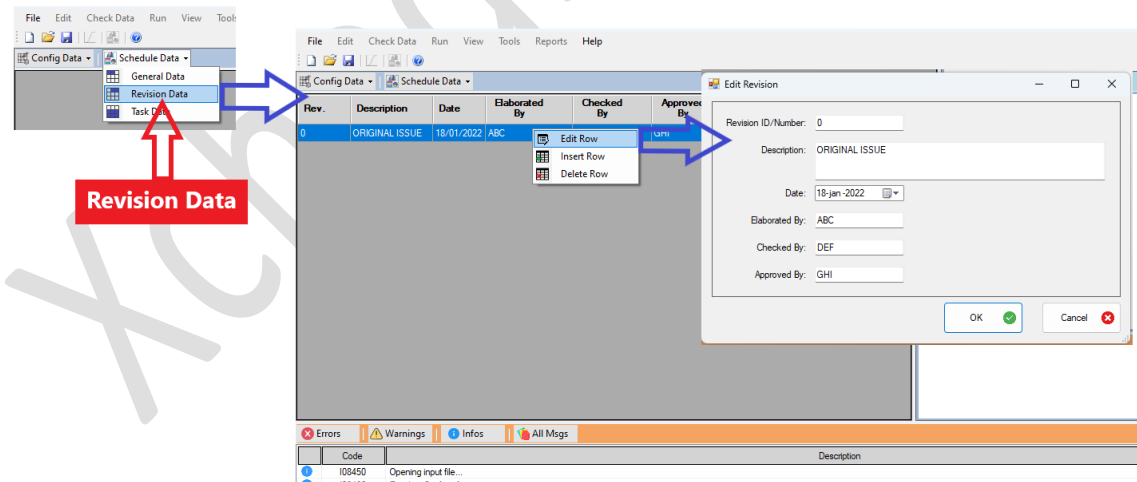 File Edit Check Data Run View Tools
Config Data Schedule Data
General Data
Revision Data
Task Data
Revision Data
File Edit Check Data Run View Tools Reports Help
Config Data Schedule Data
Rev. Description Date Elaborated By Checked By Approved By
0 ORIGINAL ISSUE 18/01/2022 ABC GHI
Edit Row
Insert Row
Delete Row
Edit Revision
Revision ID/Number: 0
Description: ORIGINAL ISSUE
Date: 18-jan -2022
Elaborated By: ABC
Checked By: DEF
Approved By: GHI
OK Cancel
Errors Warnings Infos All Msgs
Code Description
I08450 Opening input file...